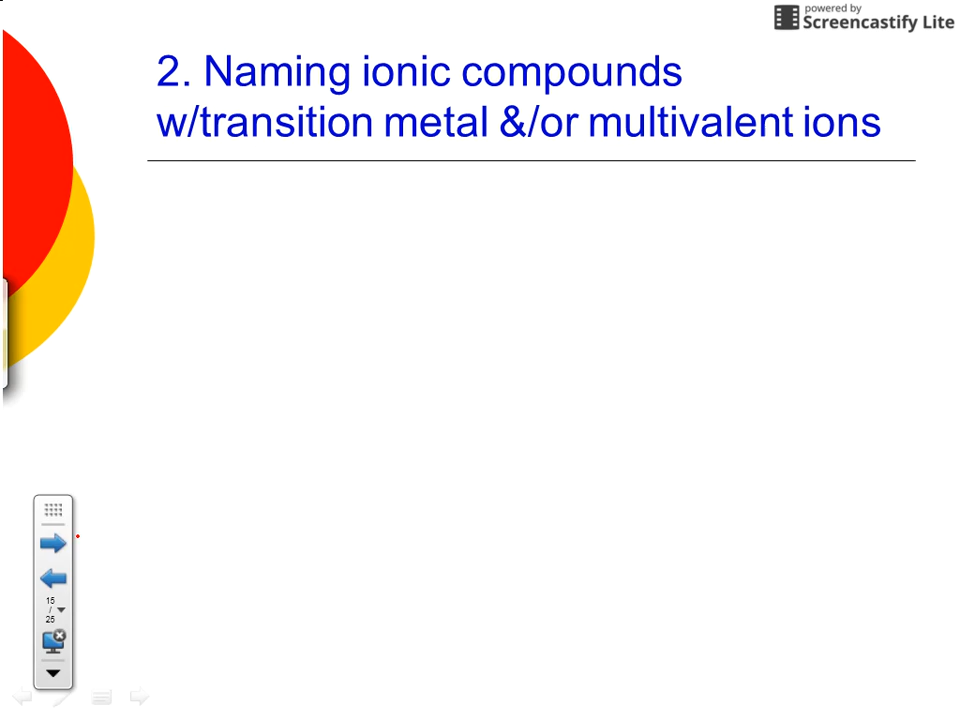 powered by
Screencastify Lite
2. Naming ionic compounds
w/transition metal &/or multivalent ions
15
/
25